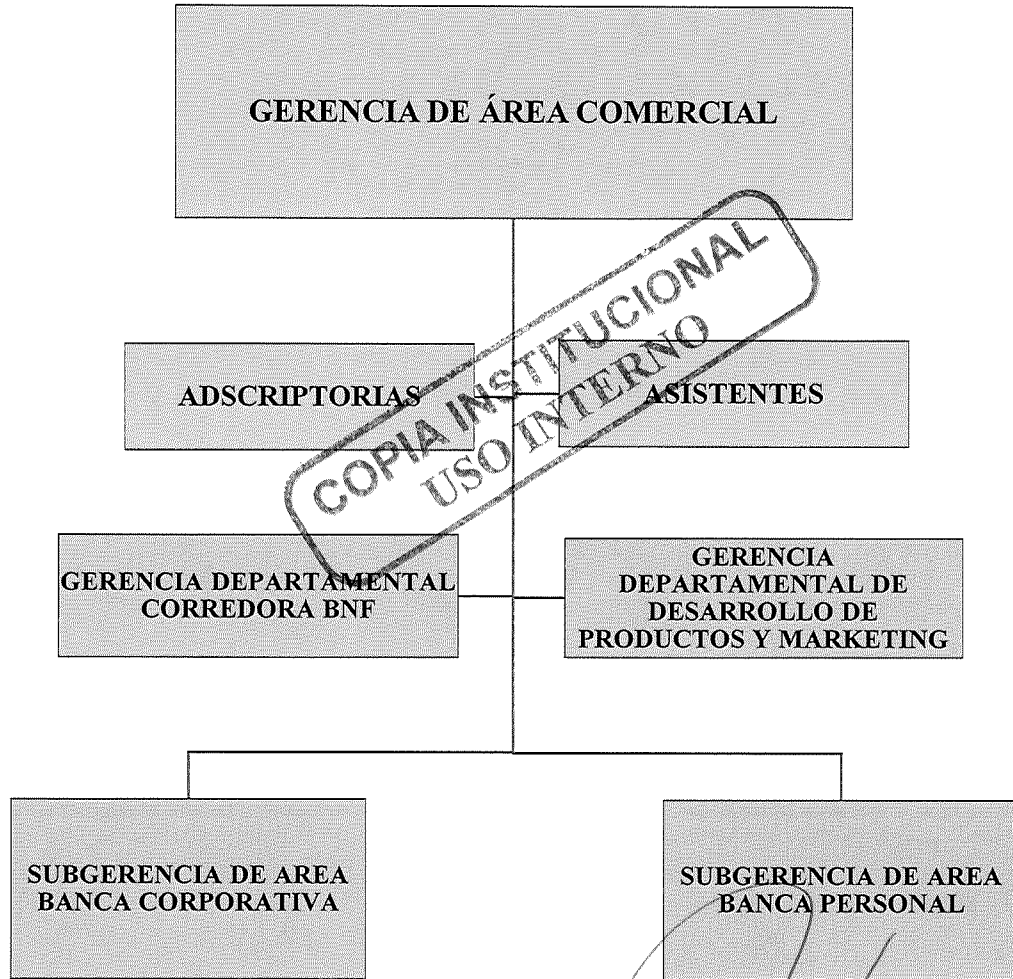 GERENCIA DE ÁREA COMERCIAL
COPIA INSTITUCIONAL
USO INTERNO
ADSCRIPTORIAS
ASISTENTES
GERENCIA DEPARTAMENTAL
CORREDORA BNF
GERENCIA
DEPARTAMENTAL DE
DESARROLLO DE
PRODUCTOS Y MARKETING
SUBGERENCIA DE AREA
BANCA CORPORATIVA
SUBGERENCIA DE AREA
BANCA PERSONAL